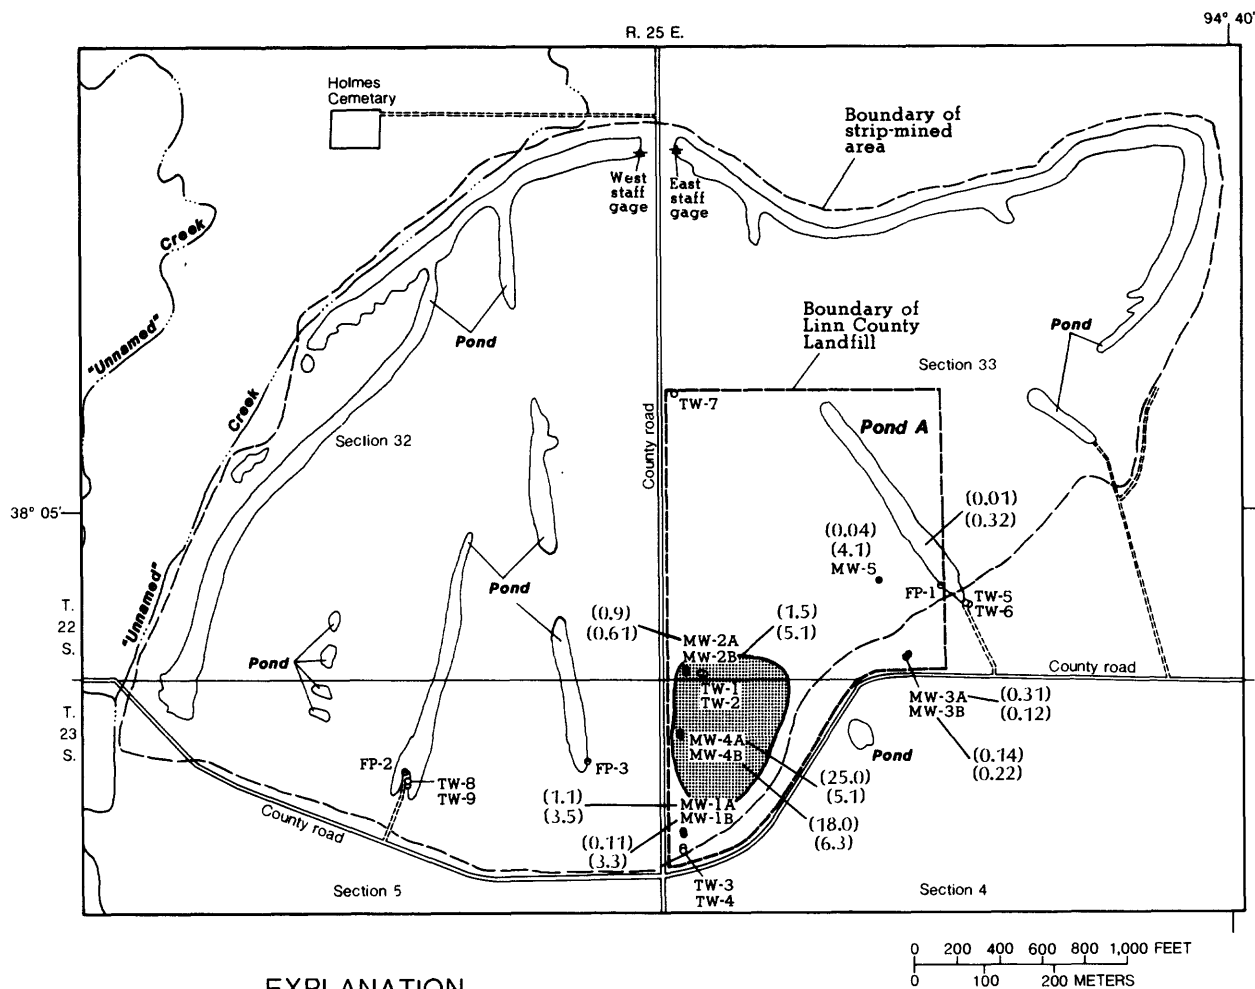 R. 25 E.
94° 40'
Holmes
Cemetary
Boundary of
strip-mined
area
West
staff
gage
East
staff
gage
Creek
"Unnamed"
Pond
Boundary of
Linn County
Landfill
Pond
Section 33
Creek
Section 32
County road
TW-7
Pond A
38° 05'
(0.01)
(0.32)
(0.04)
(4.1)
MW-5
FP-1
TW-5
TW-6
"Unnamed"
Pond
T.
22
S.
(0.9)
(0.61)
(1.5)
(5.1)
MW-2A
MW-2B
TW-1
TW-2
Pond
County road
T.
23
S.
MW-3A
MW-3B
(0.31)
(0.12)
MW-4A
MW-4B
Pond
(0.14)
(0.22)
FP-2
FP-3
TW-8
TW-9
(25.0)
(5.1)
(1.1)
(3.5)
MW-1A
MW-1B
County road
(18.0)
(6.3)
(0.11)
(3.3)
TW-3
TW-4
Section 5
Section 4
0 200 400 600 800 1,000 FEET
0 100 200 METERS
EXPLANATION